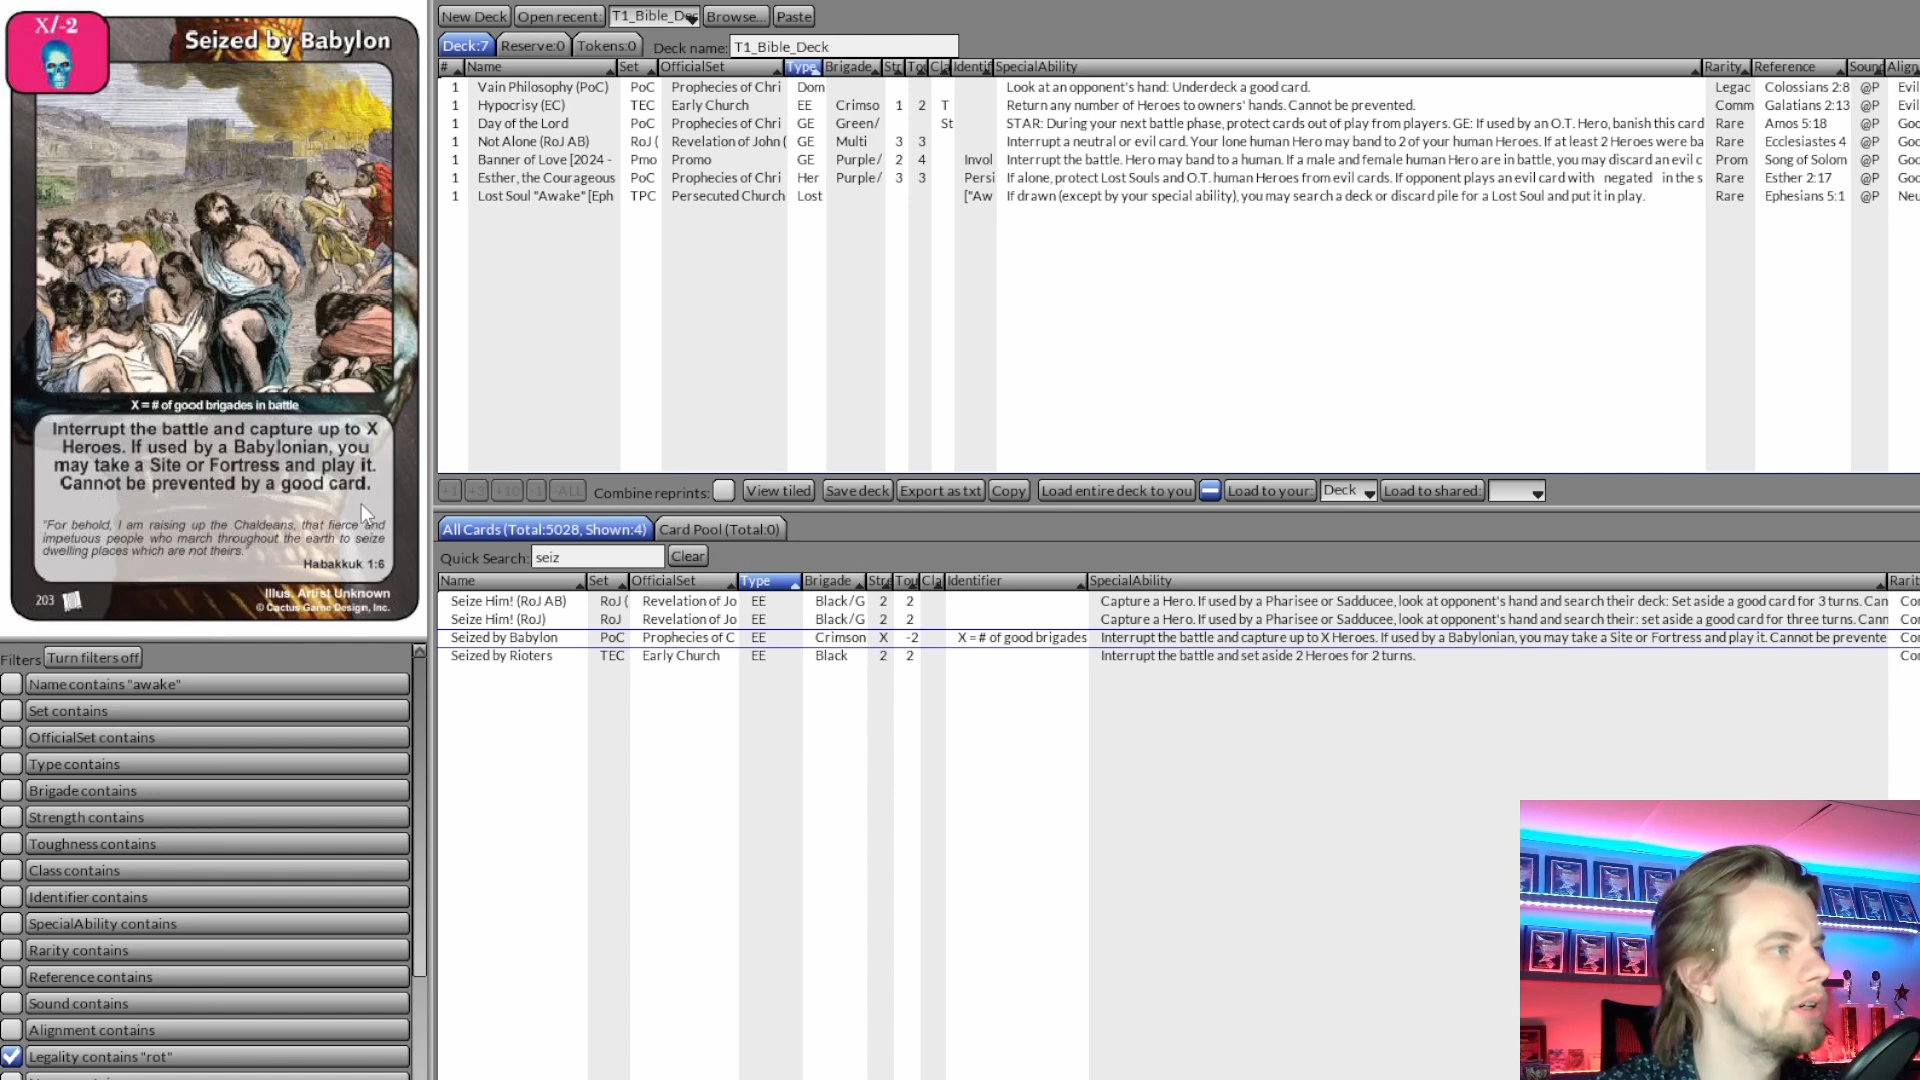 X/-2
Seized by Babylon
X = # of good brigades in battle
Interrupt the battle and capture up to X
Heroes. If used by a Babylonian, you
may take a Site or Fortress and play it.
Cannot be prevented by a good card.
"For behold, I am raising up the Chaldeans, that fierce and
impetuous people who march throughout the earth to seize
dwelling places which are not theirs."
Habakkuk 1:6
203
Illus. Artist Unknown
© Cactus Game Design, Inc.
Filters Turn filters off
Name contains "awake"
Set contains
OfficialSet contains
Type contains
Brigade contains
Strength contains
Toughness contains
Class contains
Identifier contains
SpecialAbility contains
Rarity contains
Reference contains
Sound contains
Alignment contains
Legality contains "rot"
New Deck Open recent: T1_Bible_Dec Browse... Paste
Deck:7 Reserve:0 Tokens:0 Deck name: T1_Bible_Deck
# Name Set OfficialSet Type Brigade Str Tou Cla Identif SpecialAbility Rarity Reference Soun Align
1 Vain Philosophy (PoC) PoC Prophecies of Chri Dom Look at an opponent's hand: Underdeck a good card. Legac Colossians 2:8 @P Evil
1 Hypocrisy (EC) TEC Early Church EE Crimso 1 2 T Return any number of Heroes to owners' hands. Cannot be prevented. Comm Galatians 2:13 @P Evil
1 Day of the Lord PoC Prophecies of Chri GE Green/ St STAR: During your next battle phase, protect cards out of play from players. GE: If used by an O.T. Hero, banish this card Rare Amos 5:18 @P Goo
1 Not Alone (RoJ AB) RoJ ( Revelation of John ( GE Multi 3 3 Interrupt a neutral or evil card. Your lone human Hero may band to 2 of your human Heroes. If at least 2 Heroes were ba Rare Ecclesiastes 4 @P Goo
1 Banner of Love [2024 - Pmo Promo GE Purple/ 2 4 Invol Interrupt the battle. Hero may band to a human. If a male and female human Hero are in battle, you may discard an evil c Prom Song of Solom @P Goo
1 Esther, the Courageous PoC Prophecies of Chri Her Purple/ 3 3 Persi If alone, protect Lost Souls and O.T. human Heroes from evil cards. If opponent plays an evil card with negated in the s Rare Esther 2:17 @P Goo
1 Lost Soul "Awake" [Eph TPC Persecuted Church Lost ["Aw If drawn (except by your special ability), you may search a deck or discard pile for a Lost Soul and put it in play. Rare Ephesians 5:1 @P Neu
+1 +3 +10 -1 -ALL Combine reprints: View tiled Save deck Export as txt Copy Load entire deck to you Load to your: Deck Load to shared:
All Cards (Total:5028, Shown:4) Card Pool (Total:0)
Quick Search: seiz Clear
Name Set OfficialSet Type Brigade Stre Tou Cla Identifier SpecialAbility Rarit
Seize Him! (RoJ AB) RoJ ( Revelation of Jo EE Black/G 2 2 Capture a Hero. If used by a Pharisee or Sadducee, look at opponent's hand and search their deck: Set aside a good card for 3 turns. Can Co
Seize Him! (RoJ) RoJ Revelation of Jo EE Black/G 2 2 Capture a Hero. If used by a Pharisee or Sadducee, look at opponent's hand and search their: set aside a good card for three turns. Cann Co
Seized by Babylon PoC Prophecies of C EE Crimson X -2 X = # of good brigades Interrupt the battle and capture up to X Heroes. If used by a Babylonian, you may take a Site or Fortress and play it. Cannot be prevente Co
Seized by Rioters TEC Early Church EE Black 2 2 Interrupt the battle and set aside 2 Heroes for 2 turns. Co